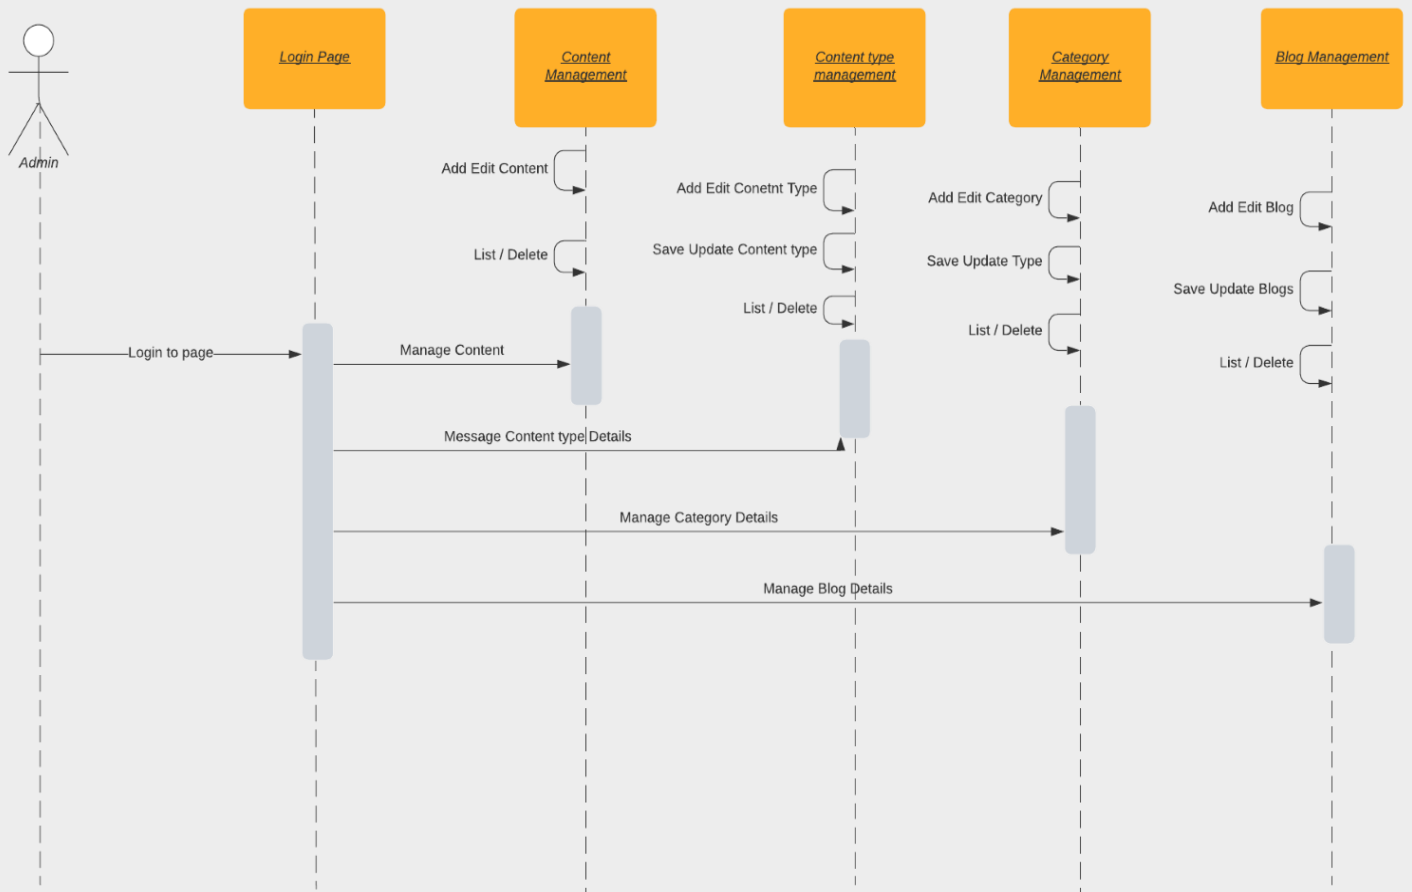 Login Page
Content
Management
Content type
management
Category
Management
Blog Management
Admin
Add Edit Content
Add Edit Conetnt Type
Add Edit Category
Add Edit Blog
List / Delete
Save Update Content type
Save Update Type
Save Update Blogs
List / Delete
List / Delete
List / Delete
Login to page
Manage Content
Message Content type Details
Manage Category Details
Manage Blog Details